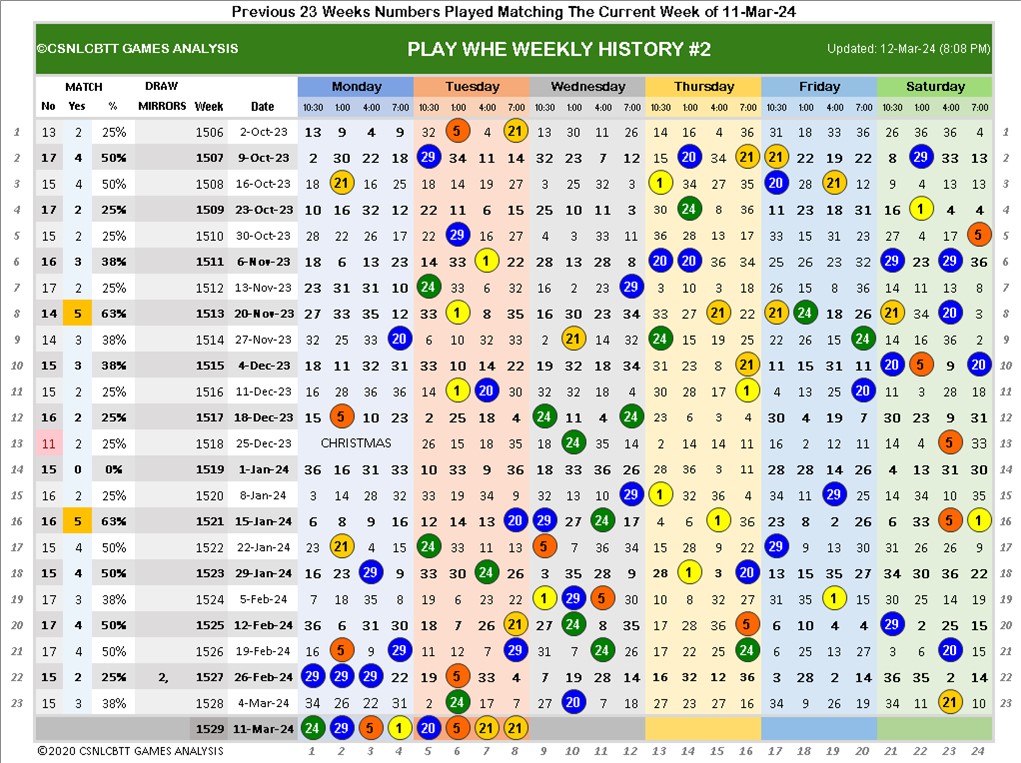 Previous 23 Weeks Numbers Played Matching The Current Week of 11-Mar-24
©CSNLCBTT GAMES ANALYSIS PLAY WHE WEEKLY HISTORY #2 Updated: 12-Mar-24 (8:08 PM)
MATCH DRAW Monday Tuesday Wednesday Thursday Friday Saturday
No Yes % MIRRORS Week Date 10:30 1:00 4:00 7:00 10:30 1:00 4:00 7:00 10:30 1:00 4:00 7:00 10:30 1:00 4:00 7:00 10:30 1:00 4:00 7:00 10:30 1:00 4:00 7:00
1 13 2 25% 1506 2-Oct-23 13 9 4 9 32 5 4 21 13 30 11 26 14 16 4 36 31 18 33 36 26 36 36 4 1
2 17 4 50% 1507 9-Oct-23 2 30 22 18 29 34 11 14 32 23 7 12 15 20 34 21 21 22 19 22 8 29 33 13 2
3 15 4 50% 1508 16-Oct-23 18 21 16 25 18 14 19 27 3 25 32 3 1 34 27 35 20 28 21 12 9 4 13 13 3
4 17 2 25% 1509 23-Oct-23 10 16 32 12 22 11 6 15 25 10 11 3 30 24 8 36 11 23 18 31 16 1 4 4 4
5 15 2 25% 1510 30-Oct-23 28 22 26 17 22 29 16 27 4 3 33 11 36 28 13 17 33 15 31 23 27 4 17 5 5
6 16 3 38% 1511 6-Nov-23 18 6 13 23 14 33 1 22 28 13 28 8 20 20 36 34 25 26 23 32 29 23 29 36 6
7 17 2 25% 1512 13-Nov-23 23 31 31 10 24 33 6 32 16 2 23 29 3 10 3 18 26 15 8 36 14 11 13 8 7
8 14 5 63% 1513 20-Nov-23 27 33 35 12 33 1 8 35 16 30 23 34 33 27 21 22 21 24 18 26 21 34 20 3 8
9 14 3 38% 1514 27-Nov-23 32 25 33 20 6 10 32 33 2 21 14 32 24 15 19 25 22 26 15 24 14 16 36 2 9
10 15 3 38% 1515 4-Dec-23 18 11 32 31 33 10 14 22 19 32 18 34 31 23 8 21 11 15 31 11 20 5 9 20 10
11 15 2 25% 1516 11-Dec-23 16 28 36 36 14 1 20 30 22 32 18 4 26 16 11 1 4 13 25 20 11 3 28 18 11
12 16 2 25% 1517 18-Dec-23 15 5 10 23 2 25 18 4 24 11 4 24 23 6 3 4 30 4 19 7 30 23 9 31 12
13 11 2 25% 1518 25-Dec-23 CHRISTMAS 26 15 18 35 18 24 35 14 2 14 14 11 16 2 12 11 14 4 5 33 13
14 15 0 0% 1519 1-Jan-24 36 16 31 33 10 33 9 36 18 33 36 26 28 36 3 11 28 28 14 26 4 13 31 30 14
15 16 2 25% 1520 8-Jan-24 3 14 28 32 33 19 34 9 32 13 10 29 1 32 36 4 34 11 29 25 14 34 10 35 15
16 16 5 63% 1521 15-Jan-24 6 8 9 16 12 14 13 20 29 27 24 17 4 6 1 36 23 8 2 26 6 33 5 1 16
17 15 4 50% 1522 22-Jan-24 23 21 4 15 24 33 11 13 5 7 36 34 15 28 9 22 29 9 13 30 31 26 26 9 17
18 15 4 50% 1523 29-Jan-24 16 23 29 9 33 30 24 26 3 35 28 9 28 1 3 20 13 15 35 27 34 30 36 22 18
19 17 3 38% 1524 5-Feb-24 7 18 35 8 19 6 23 22 1 29 5 30 10 8 32 27 31 35 1 15 30 25 14 19 19
20 17 4 50% 1525 12-Feb-24 36 6 31 30 18 7 26 21 27 24 8 35 17 28 36 5 6 10 4 4 29 2 25 15 20
21 17 4 50% 1526 19-Feb-24 16 5 9 29 11 12 7 29 31 7 24 26 17 22 25 24 6 25 13 27 3 6 20 15 21
22 15 2 25% 2, 1527 26-Feb-24 29 29 29 22 19 5 33 4 7 19 28 14 16 32 12 36 3 28 2 14 36 35 2 14 22
23 15 3 38% 1528 4-Mar-24 34 26 22 31 2 24 17 7 27 20 7 18 27 23 7 16 34 9 26 19 34 11 21 10 23
1529 11-Mar-24 24 29 5 1 20 5 21 21
©2020 CSNLCBTT GAMES ANALYSIS 1 2 3 4 5 6 7 8 9 10 11 12 13 14 15 16 17 18 19 20 21 22 23 24